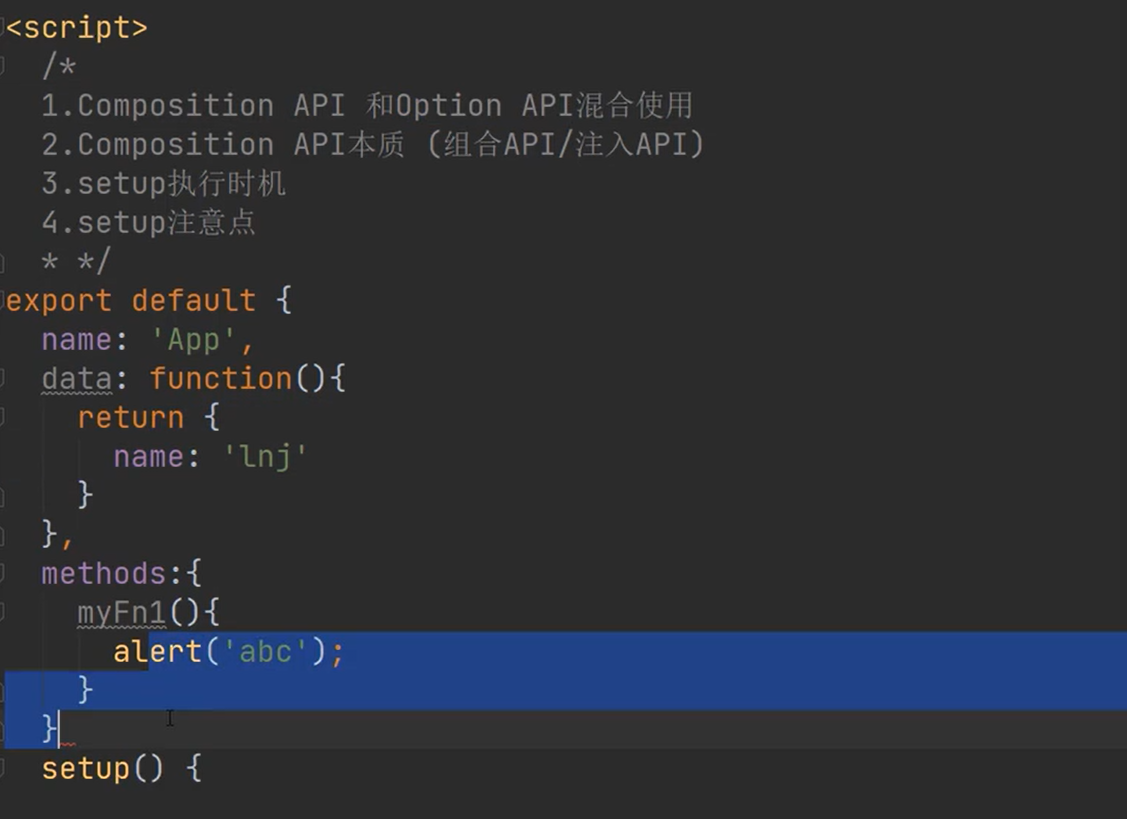 <script>
/*
1.Composition API 和Option API混合使用
2.Composition API本质 (组合API/注入API)
3.setup执行时机
4.setup注意点
* */
export default {
name: 'App',
data: function(){
return {
name: 'lnj'
}
},
methods:{
myFn1(){
alert('abc');
}
}
setup() {